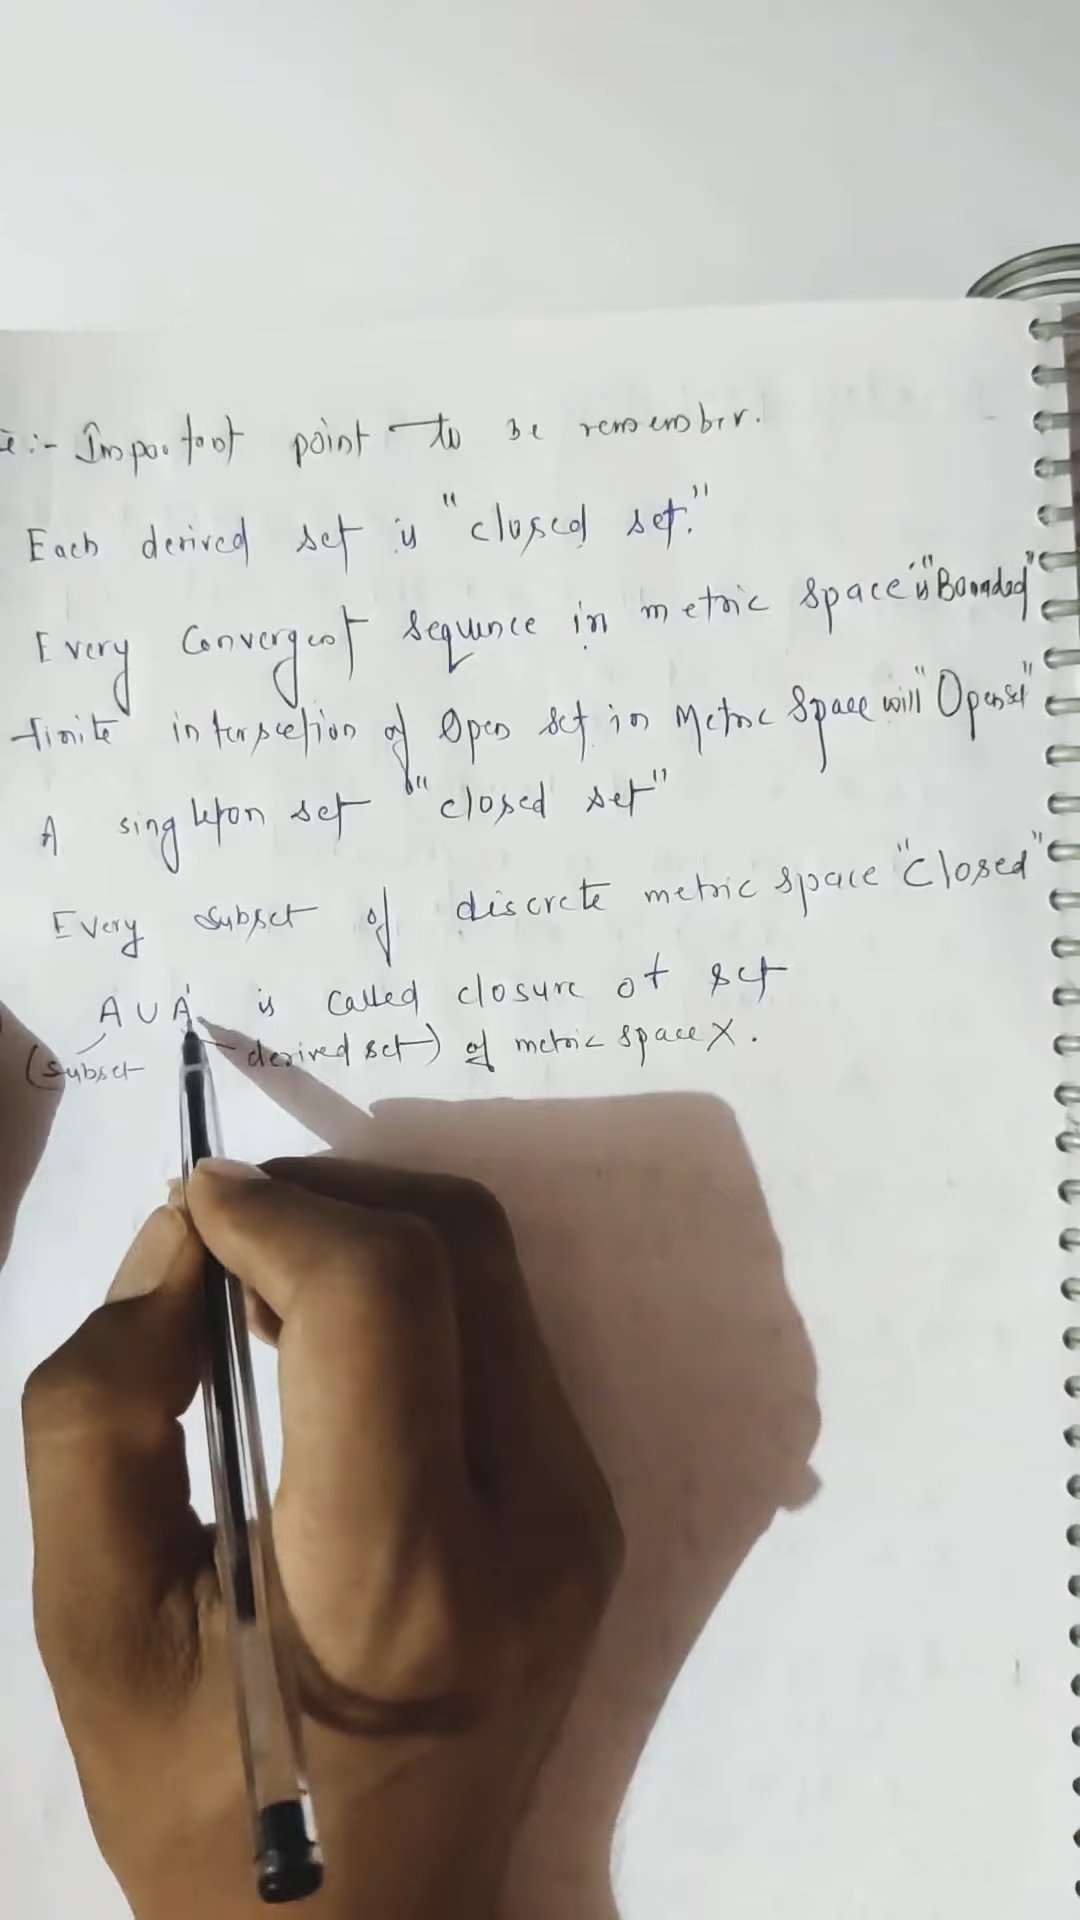 :- Important point to be remember.
Each derived set is "closed set."
Every Convergent sequence in metric space is "Bounded"
finite intersection of Open set in Metric Space will "Open set"
A singleton set "closed set"
Every subset of discrete metric space "Closed"
A ∪ A' is called closure of set
(subset derived set) of metric space X.